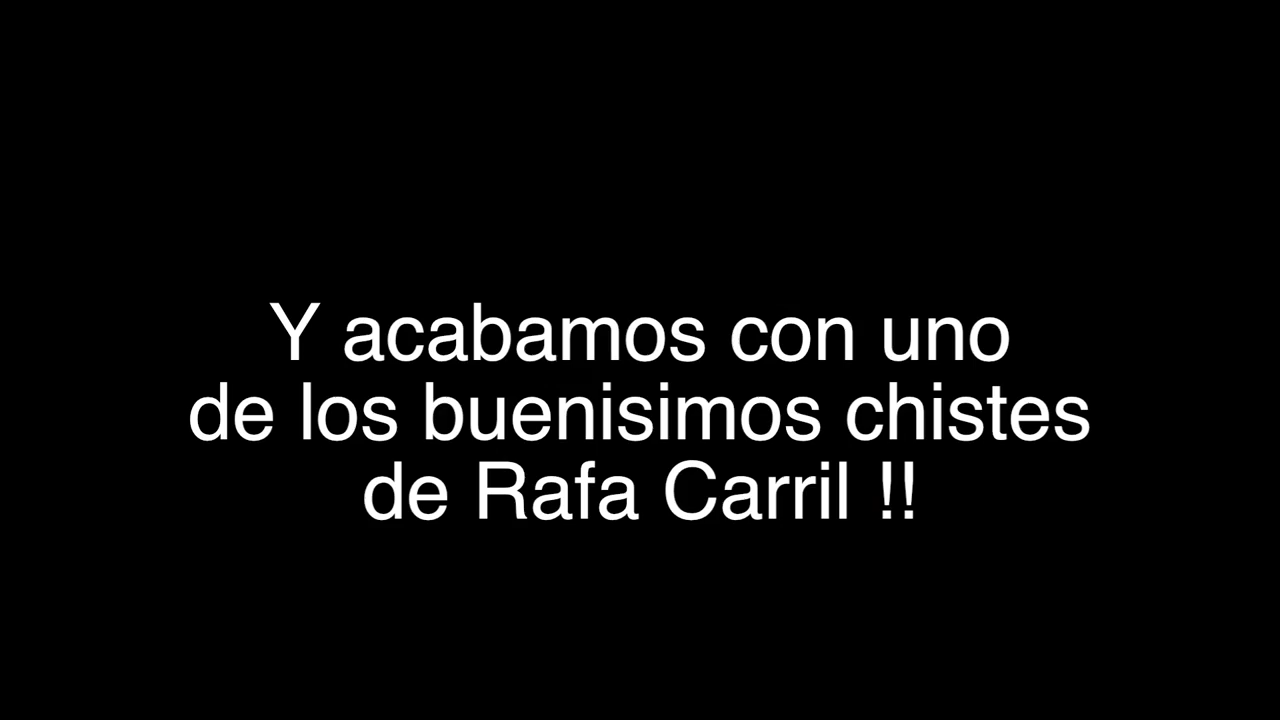 Y acabamos con uno
de los buenisimos chistes
de Rafa Carril !!